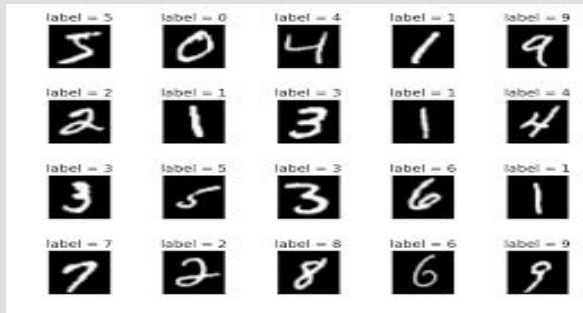 label = 5 label = 0 label = 4 label = 1 label = 9
5 0 4 1 9
label = 2 label = 1 label = 3 label = 1 label = 4
2 1 3 1 4
label = 3 label = 5 label = 3 label = 6 label = 1
3 5 3 6 1
label = 7 label = 2 label = 8 label = 6 label = 9
7 2 8 6 9